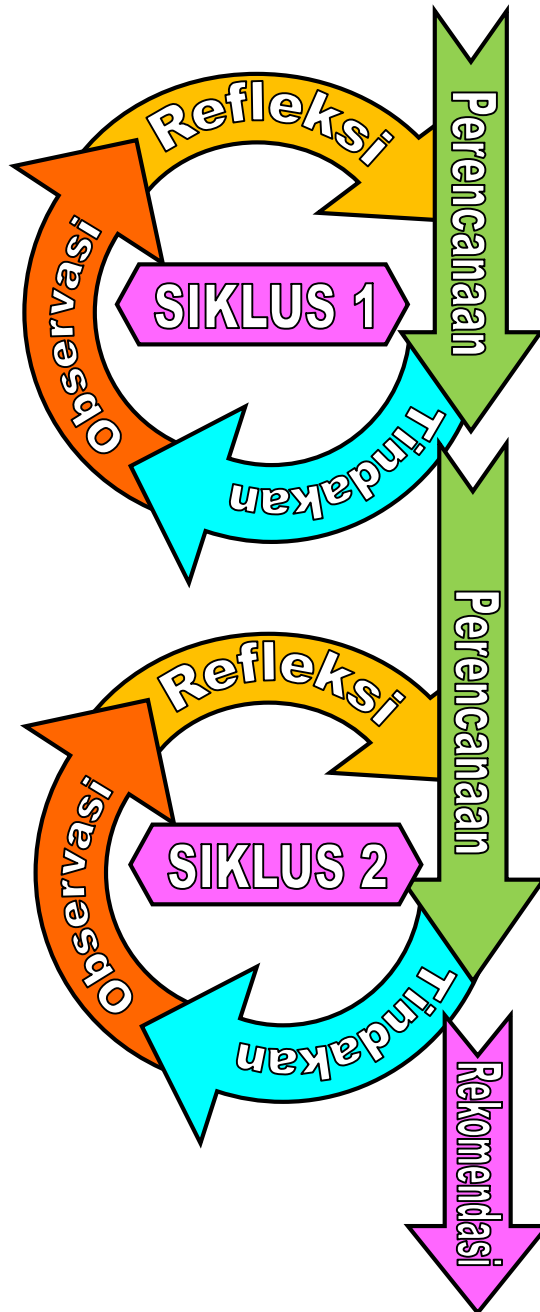 Perencanaan
Refleksi
SIKLUS 1
Observasi
Tindakan
Perencanaan
Refleksi
SIKLUS 2
Observasi
Tindakan
Rekomendasi